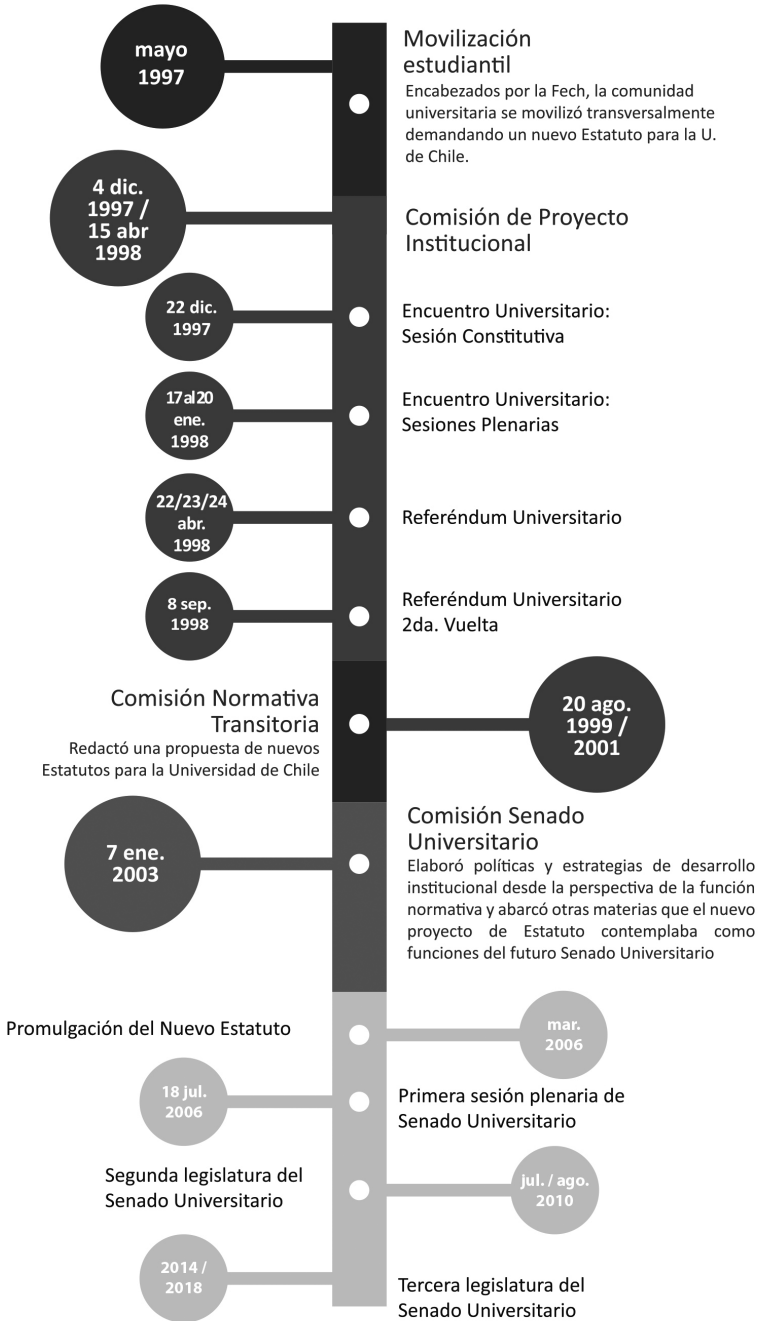 mayo
1997
Movilización
estudiantil
Encabezados por la Fech, la comunidad
universitaria se movilizó transversalmente
demandando un nuevo Estatuto para la U.
de Chile.
4 dic.
1997 /
15 abr
1998
Comisión de Proyecto
Institucional
22 dic.
1997
Encuentro Universitario:
Sesión Constitutiva
17al20
ene.
1998
Encuentro Universitario:
Sesiones Plenarias
22/23/24
abr.
1998
Referéndum Universitario
8 sep.
1998
Referéndum Universitario
2da. Vuelta
Comisión Normativa
Transitoria
Redactó una propuesta de nuevos
Estatutos para la Universidad de Chile
20 ago.
1999 /
2001
7 ene.
2003
Comisión Senado
Universitario
Elaboró políticas y estrategias de desarrollo
institucional desde la perspectiva de la función
normativa y abarcó otras materias que el nuevo
proyecto de Estatuto contemplaba como
funciones del futuro Senado Universitario
Promulgación del Nuevo Estatuto
mar.
2006
18 jul.
2006
Primera sesión plenaria de
Senado Universitario
Segunda legislatura del
Senado Universitario
jul. / ago.
2010
2014 /
2018
Tercera legislatura del
Senado Universitario